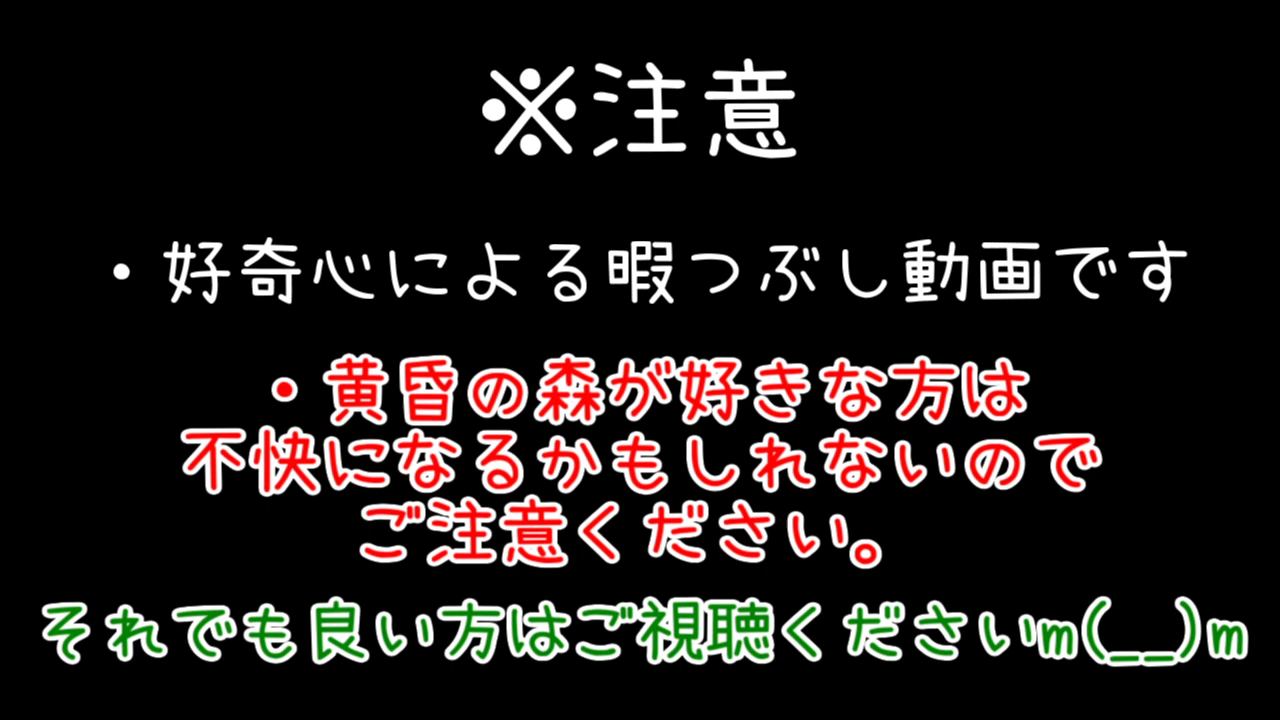 ※注意
・好奇心による暇つぶし動画です
・黄昏の森が好きな方は
不快になるかもしれないので
ご注意ください。
それでも良い方はご視聴くださいm(__)m